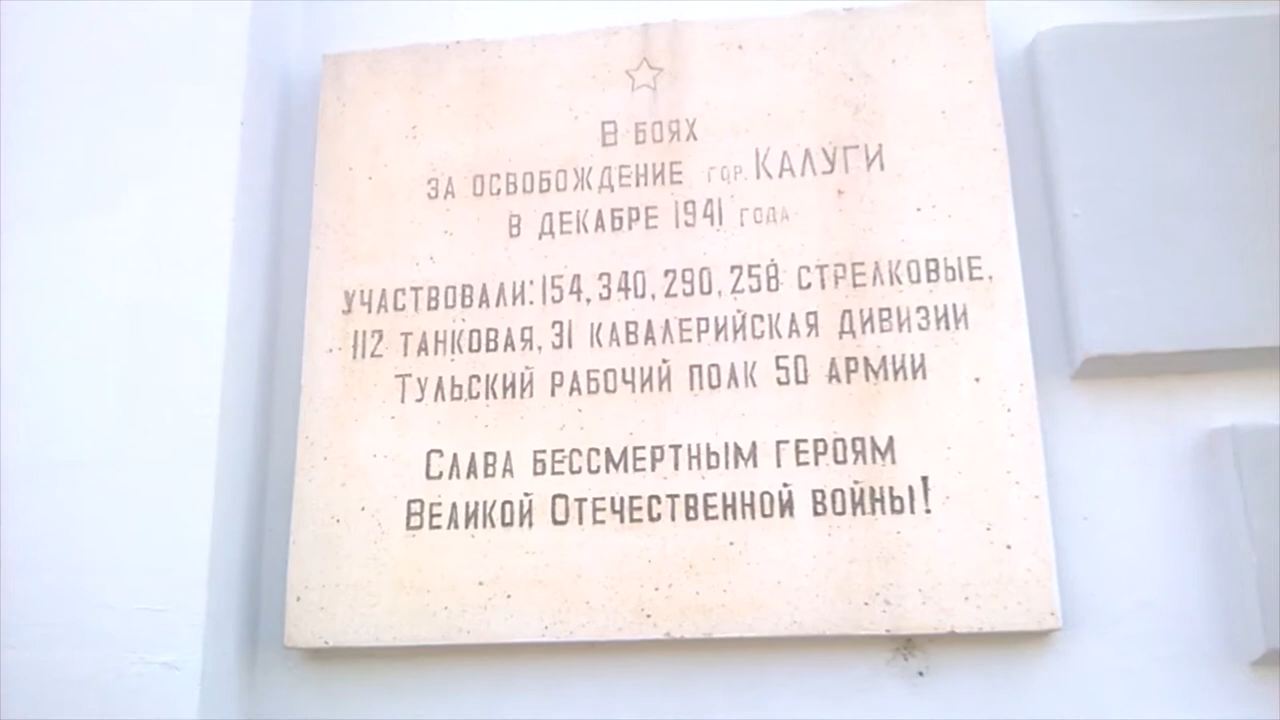 В БОЯХ
ЗА ОСВОБОЖДЕНИЕ ГОР. КАЛУГИ
В ДЕКАБРЕ 1941 ГОДА
УЧАСТВОВАЛИ: 154, 340, 290, 258 СТРЕЛКОВЫЕ,
112 ТАНКОВАЯ, 31 КАВАЛЕРИЙСКАЯ ДИВИЗИИ
ТУЛЬСКИЙ РАБОЧИЙ ПОЛК 50 АРМИИ
СЛАВА БЕССМЕРТНЫМ ГЕРОЯМ
ВЕЛИКОЙ ОТЕЧЕСТВЕННОЙ ВОЙНЫ!